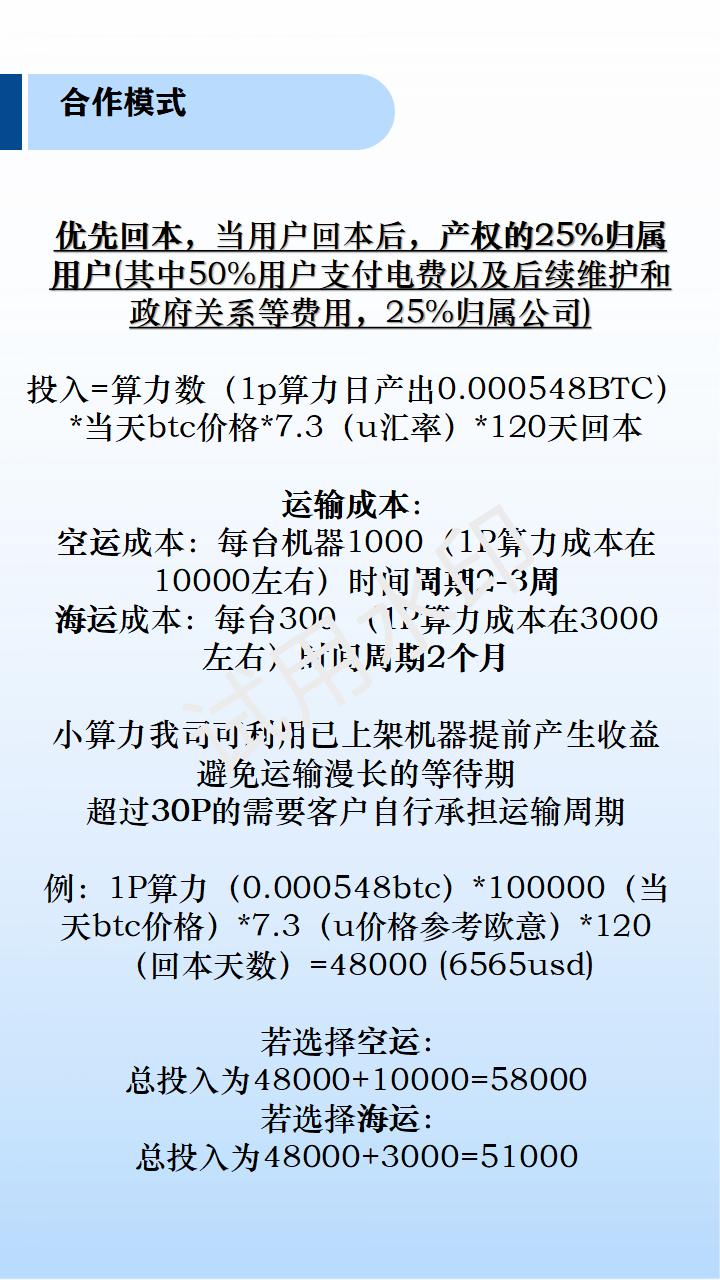 合作模式
优先回本，当用户回本后，产权的25%归属
用户(其中50%用户支付电费以及后续维护和
政府关系等费用，25%归属公司)
投入=算力数（1p算力日产出0.000548BTC）
*当天btc价格*7.3（u汇率）*120天回本
运输成本：
空运成本：每台机器1000（1P算力成本在
10000左右）时间周期2-3周
海运成本：每台300 （1P算力成本在3000
左右）时间周期2个月
小算力我司可利用已上架机器提前产生收益
避免运输漫长的等待期
超过30P的需要客户自行承担运输周期
例：1P算力（0.000548btc）*100000（当
天btc价格）*7.3（u价格参考欧意）*120
（回本天数）=48000 (6565usd)
若选择空运：
总投入为48000+10000=58000
若选择海运：
总投入为48000+3000=51000
试用水印